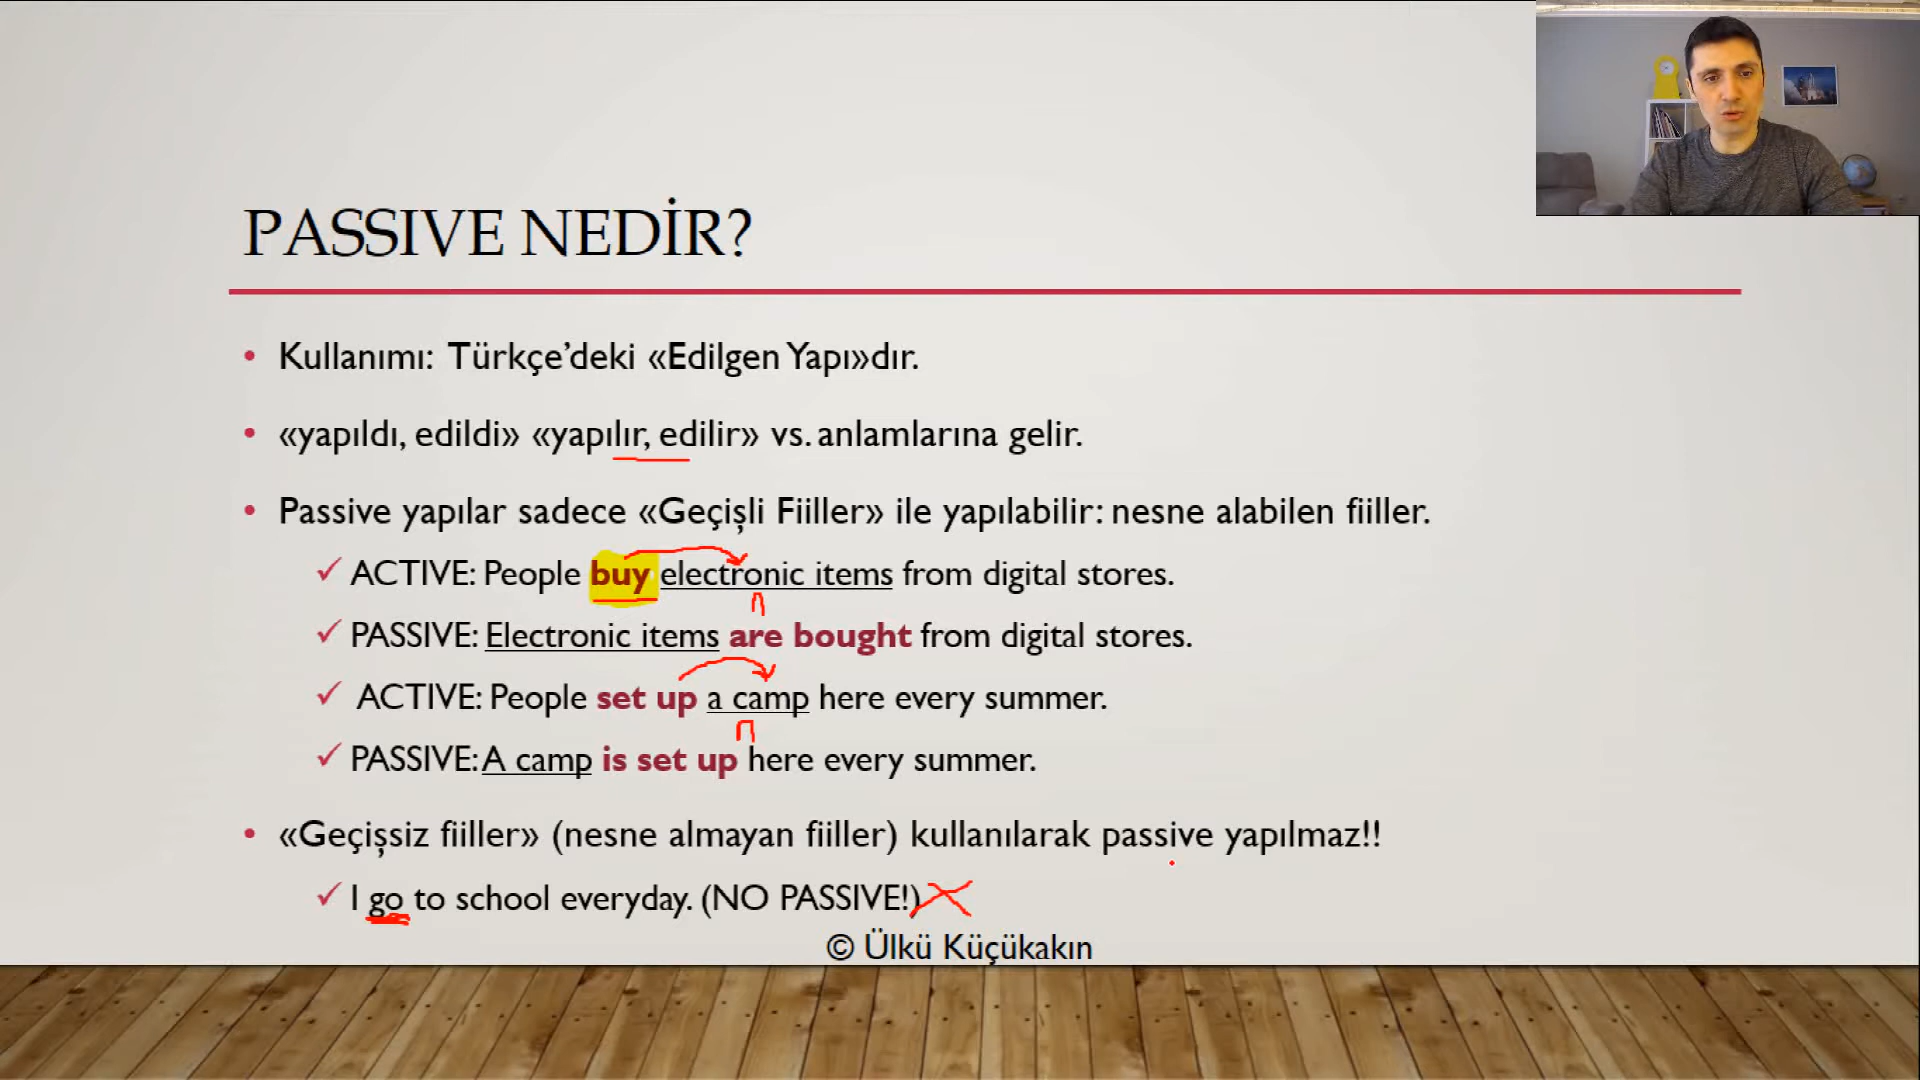 PASSIVE NEDİR?
• Kullanımı: Türkçe’deki «Edilgen Yapı»dır.
• «yapıldı, edildi» «yapılır, edilir» vs. anlamlarına gelir.
• Passive yapılar sadece «Geçişli Fiiller» ile yapılabilir: nesne alabilen fiiller.
✓ ACTIVE: People buy electronic items from digital stores.
✓ PASSIVE: Electronic items are bought from digital stores.
✓ ACTIVE: People set up a camp here every summer.
✓ PASSIVE: A camp is set up here every summer.
• «Geçişsiz fiiller» (nesne almayan fiiller) kullanılarak passive yapılmaz!!
✓ I go to school everyday. (NO PASSIVE!)
© Ülkü Küçükakın